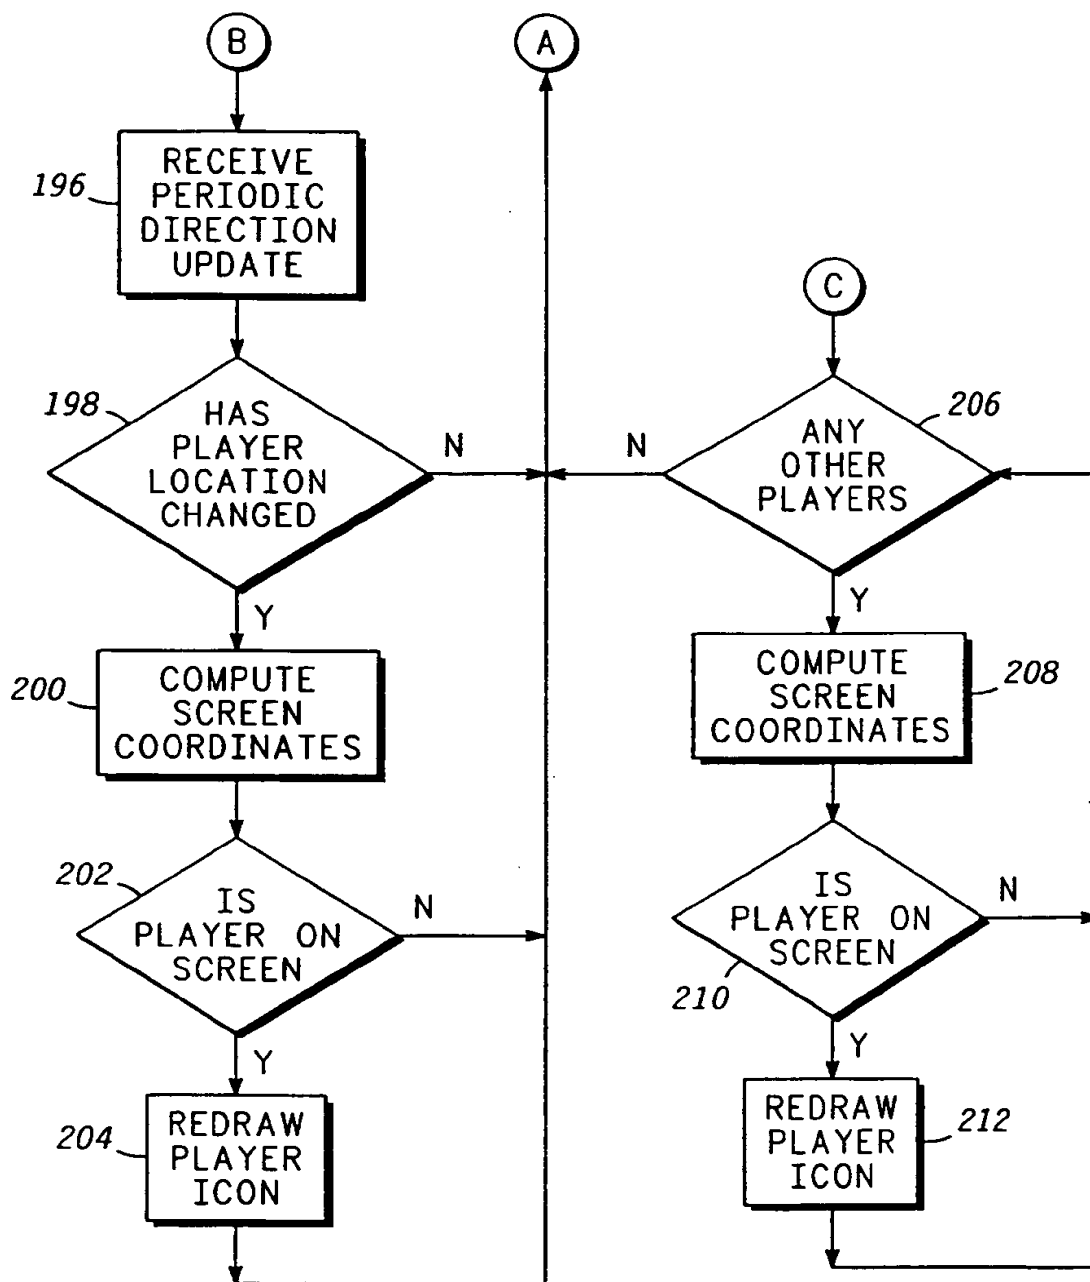 B
A
196
RECEIVE
PERIODIC
DIRECTION
UPDATE
198
HAS
PLAYER
LOCATION
CHANGED
N
Y
200
COMPUTE
SCREEN
COORDINATES
202
IS
PLAYER ON
SCREEN
N
Y
204
REDRAW
PLAYER
ICON
C
206
ANY
OTHER
PLAYERS
N
Y
208
COMPUTE
SCREEN
COORDINATES
IS
PLAYER ON
SCREEN
N
210
Y
REDRAW
PLAYER
ICON
212